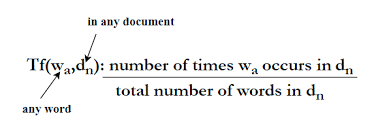 in any document
Tf(wₐ,dₙ): number of times wₐ occurs in dₙ
total number of words in dₙ
any word